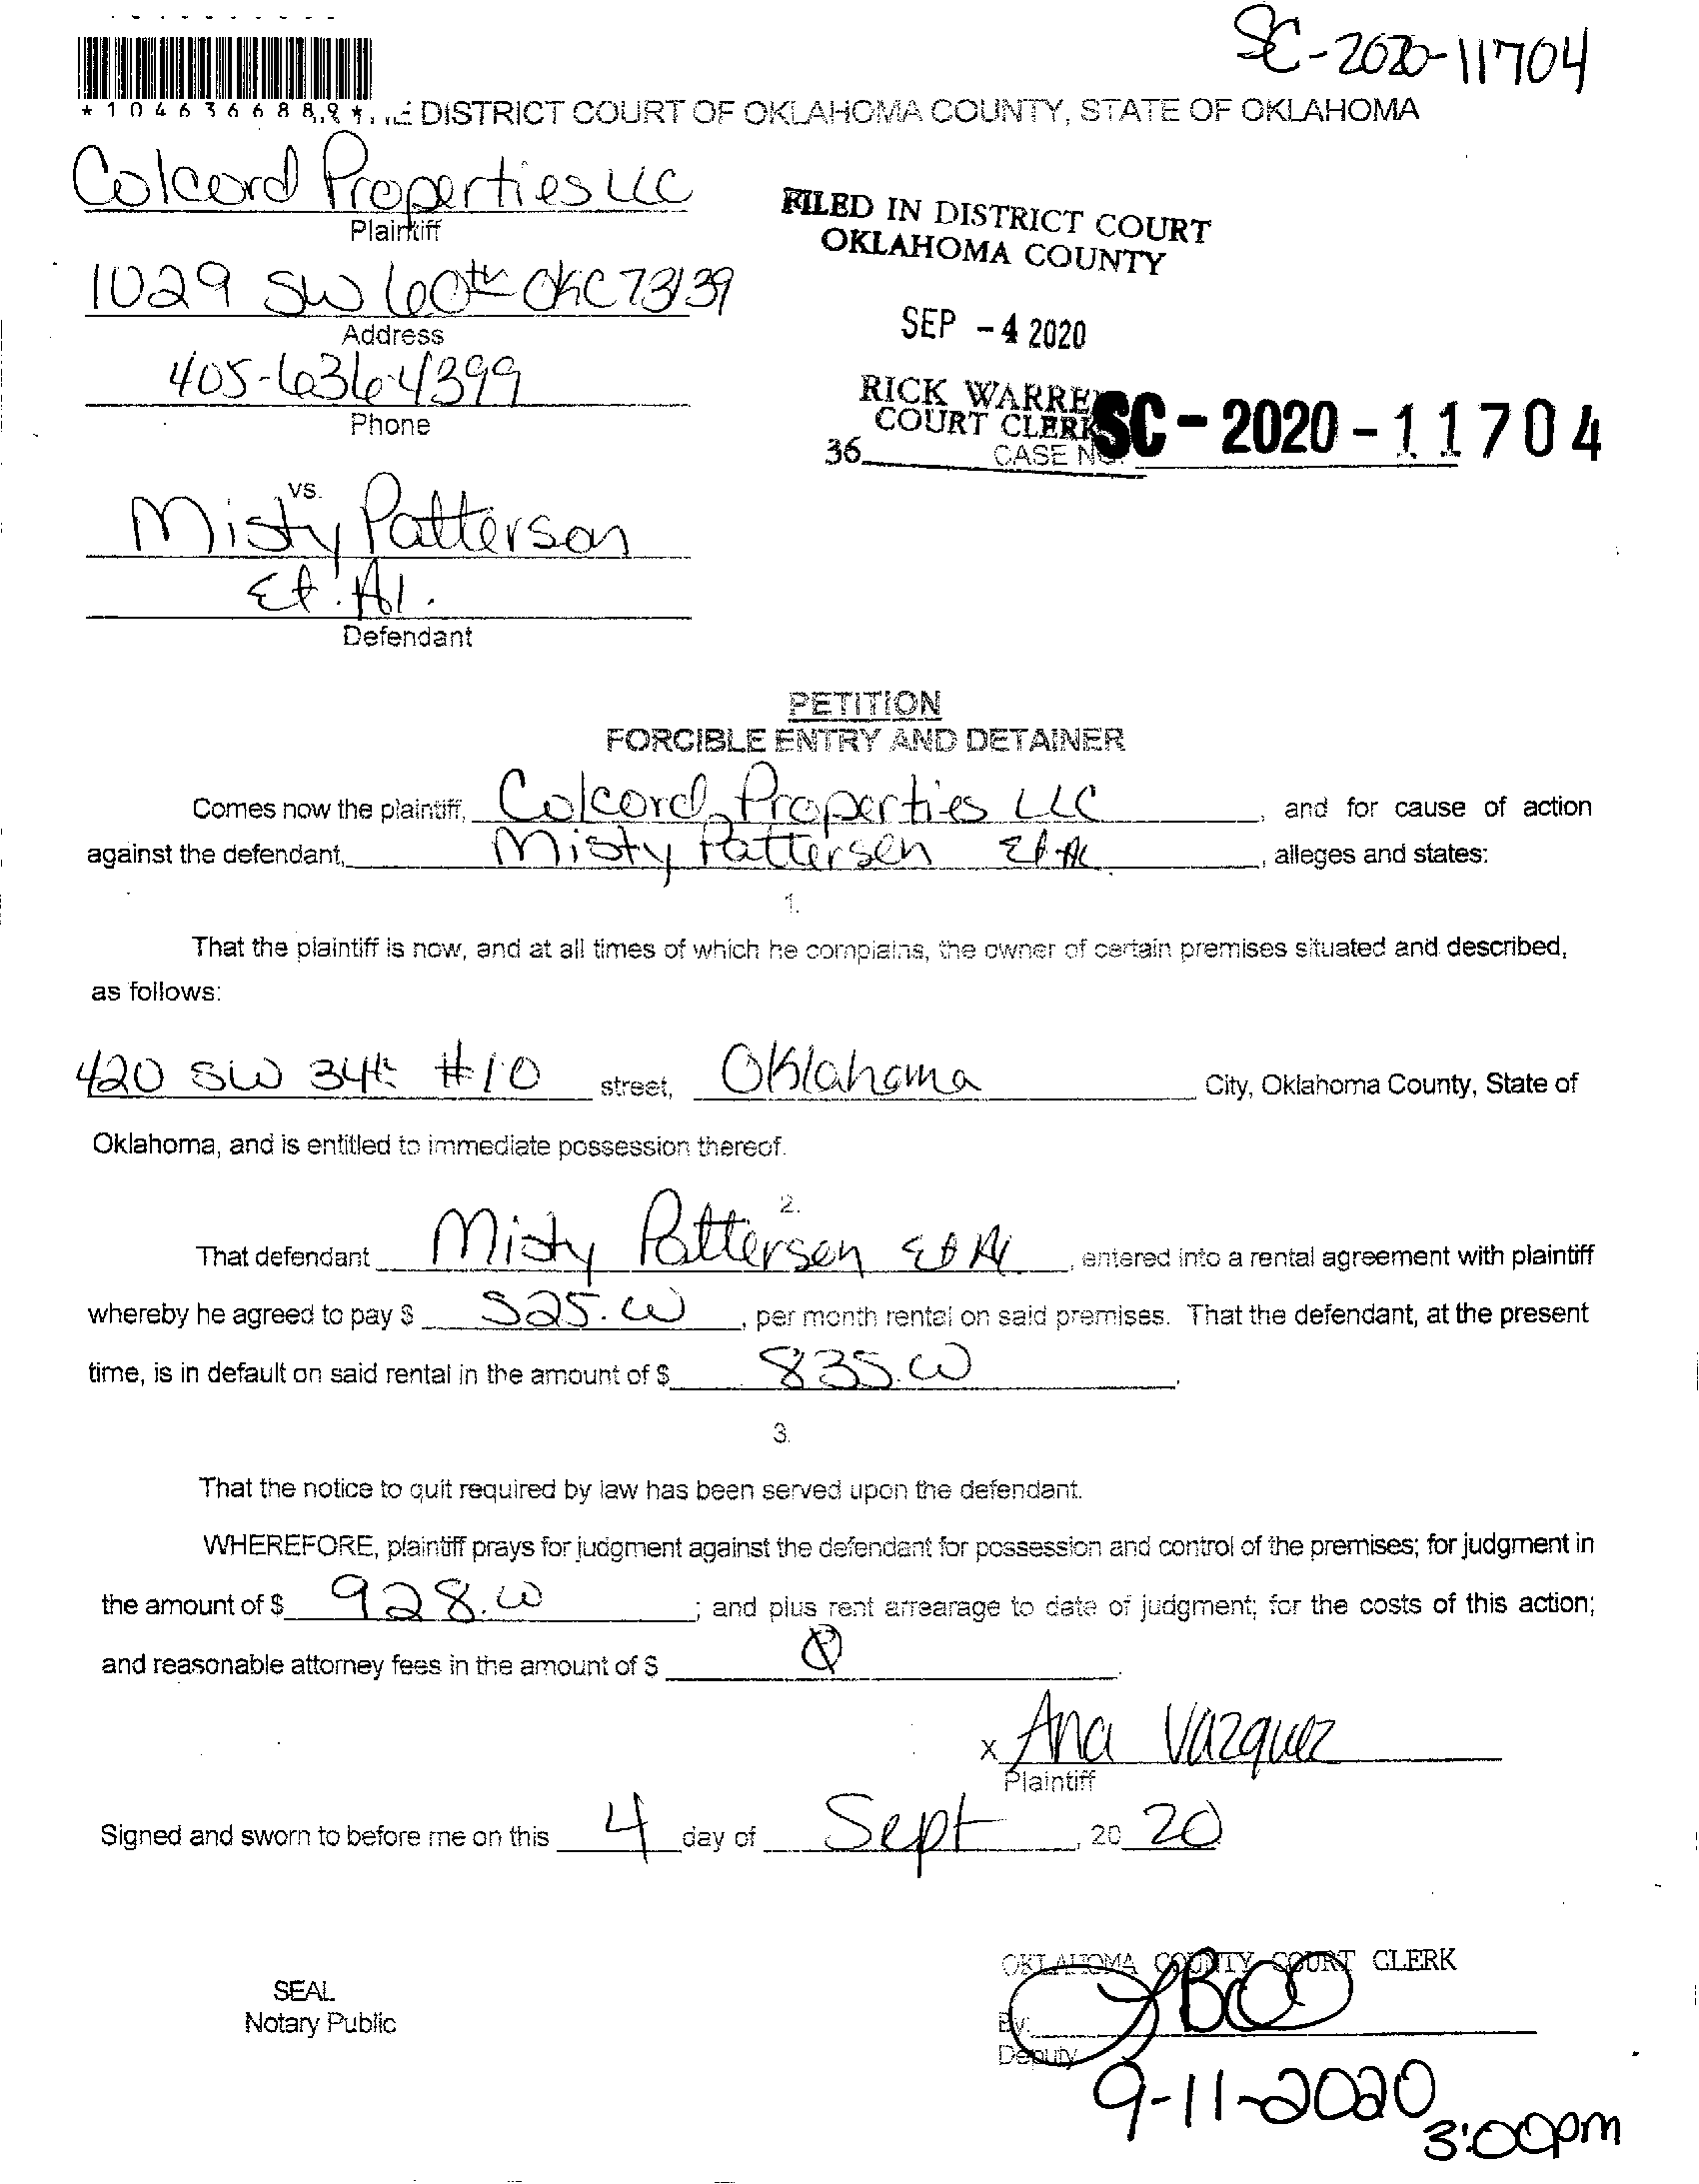 SC-2020-11704
*1046366889* DISTRICT COURT OF OKLAHOMA COUNTY, STATE OF OKLAHOMA
Colcord Properties LLC
Plaintiff
1029 SW 60th OKC 73139
Address
405-636-4399
Phone
FILED IN DISTRICT COURT
OKLAHOMA COUNTY
SEP -4 2020
RICK WARREN
COURT CLERK
36
CASE NO. SC-2020-11704
vs.
Misty Patterson
Et. Al.
Defendant
PETITION
FORCIBLE ENTRY AND DETAINER
Comes now the plaintiff, Colcord Properties LLC, and for cause of action
against the defendant, Misty Patterson Et Al, alleges and states:
1.
That the plaintiff is now, and at all times of which he complains, the owner of certain premises situated and described,
as follows:
420 SW 34th #10 street, Oklahoma City, Oklahoma County, State of
Oklahoma, and is entitled to immediate possession thereof.
2.
That defendant Misty Patterson Et Al, entered into a rental agreement with plaintiff
whereby he agreed to pay $ 525.00, per month rental on said premises. That the defendant, at the present
time, is in default on said rental in the amount of $ 835.00.
3.
That the notice to quit required by law has been served upon the defendant.
WHEREFORE, plaintiff prays for judgment against the defendant for possession and control of the premises; for judgment in
the amount of $ 928.00; and plus rent arrearage to date of judgment; for the costs of this action;
and reasonable attorney fees in the amount of $
x Ana Vazquez
Plaintiff
Signed and sworn to before me on this 4 day of Sept, 20 20
SEAL
Notary Public
OKLAHOMA COUNTY COURT CLERK
By:
Deputy
9-11-2020
3:00pm